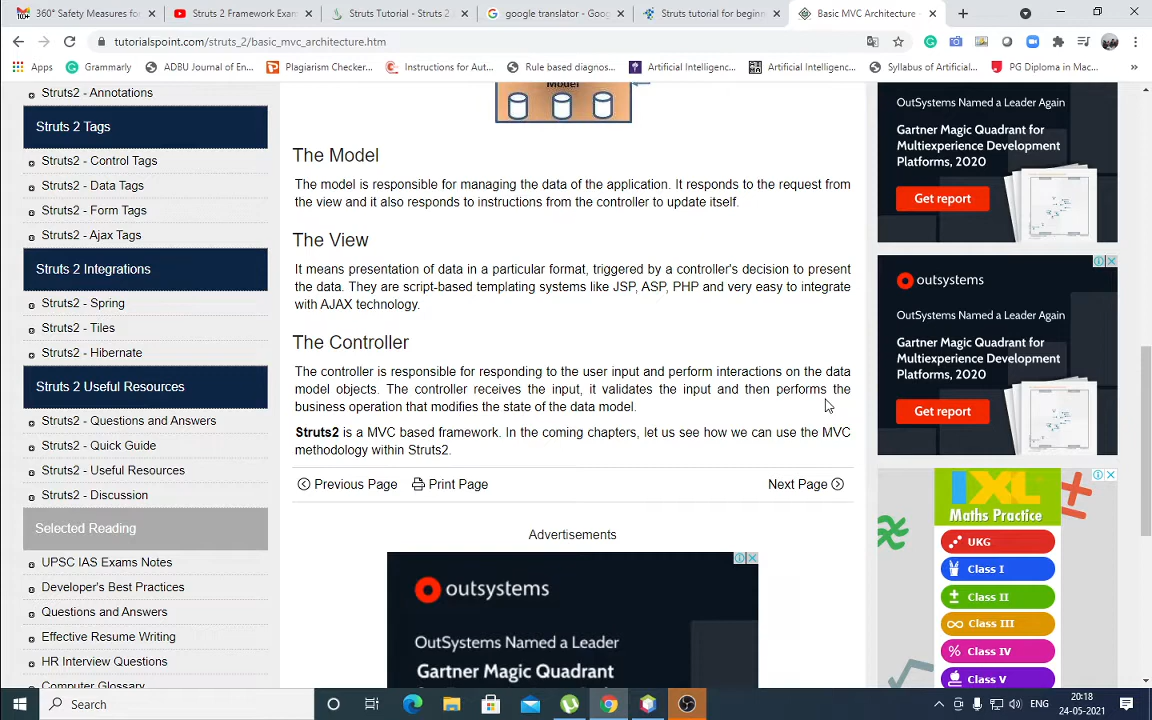 360° Safety Measures for
Struts 2 Framework Exam
Struts Tutorial - Struts 2
google translator - Goog
Struts tutorial for beginn
Basic MVC Architecture -
tutorialspoint.com/struts_2/basic_mvc_architecture.htm
Apps
Grammarly
ADBU Journal of En...
Plagiarism Checker...
Instructions for Aut...
Rule based diagnos...
Artificial Intelligenc...
Artificial Intelligenc...
Syllabus of Artificial...
PG Diploma in Mac...
»
Struts2 - Annotations
Struts 2 Tags
Struts2 - Control Tags
Struts2 - Data Tags
Struts2 - Form Tags
Struts2 - Ajax Tags
Struts 2 Integrations
Struts2 - Spring
Struts2 - Tiles
Struts2 - Hibernate
Struts 2 Useful Resources
Struts2 - Questions and Answers
Struts2 - Quick Guide
Struts2 - Useful Resources
Struts2 - Discussion
Selected Reading
UPSC IAS Exams Notes
Developer's Best Practices
Questions and Answers
Effective Resume Writing
HR Interview Questions
Computer Glossary
Model
The Model
The model is responsible for managing the data of the application. It responds to the request from
the view and it also responds to instructions from the controller to update itself.
The View
It means presentation of data in a particular format, triggered by a controller's decision to present
the data. They are script-based templating systems like JSP, ASP, PHP and very easy to integrate
with AJAX technology.
The Controller
The controller is responsible for responding to the user input and perform interactions on the data
model objects. The controller receives the input, it validates the input and then performs the
business operation that modifies the state of the data model.
Struts2 is a MVC based framework. In the coming chapters, let us see how we can use the MVC
methodology within Struts2.
Previous Page
Print Page
Next Page
Advertisements
outsystems
OutSystems Named a Leader
Gartner Magic Quadrant
OutSystems Named a Leader Again
Gartner Magic Quadrant for
Multiexperience Development
Platforms, 2020
Get report
outsystems
OutSystems Named a Leader Again
Gartner Magic Quadrant for
Multiexperience Development
Platforms, 2020
Get report
IXL
Maths Practice
UKG
Class I
Class II
Class III
Class IV
Class V
Search
ENG
20:18
24-05-2021